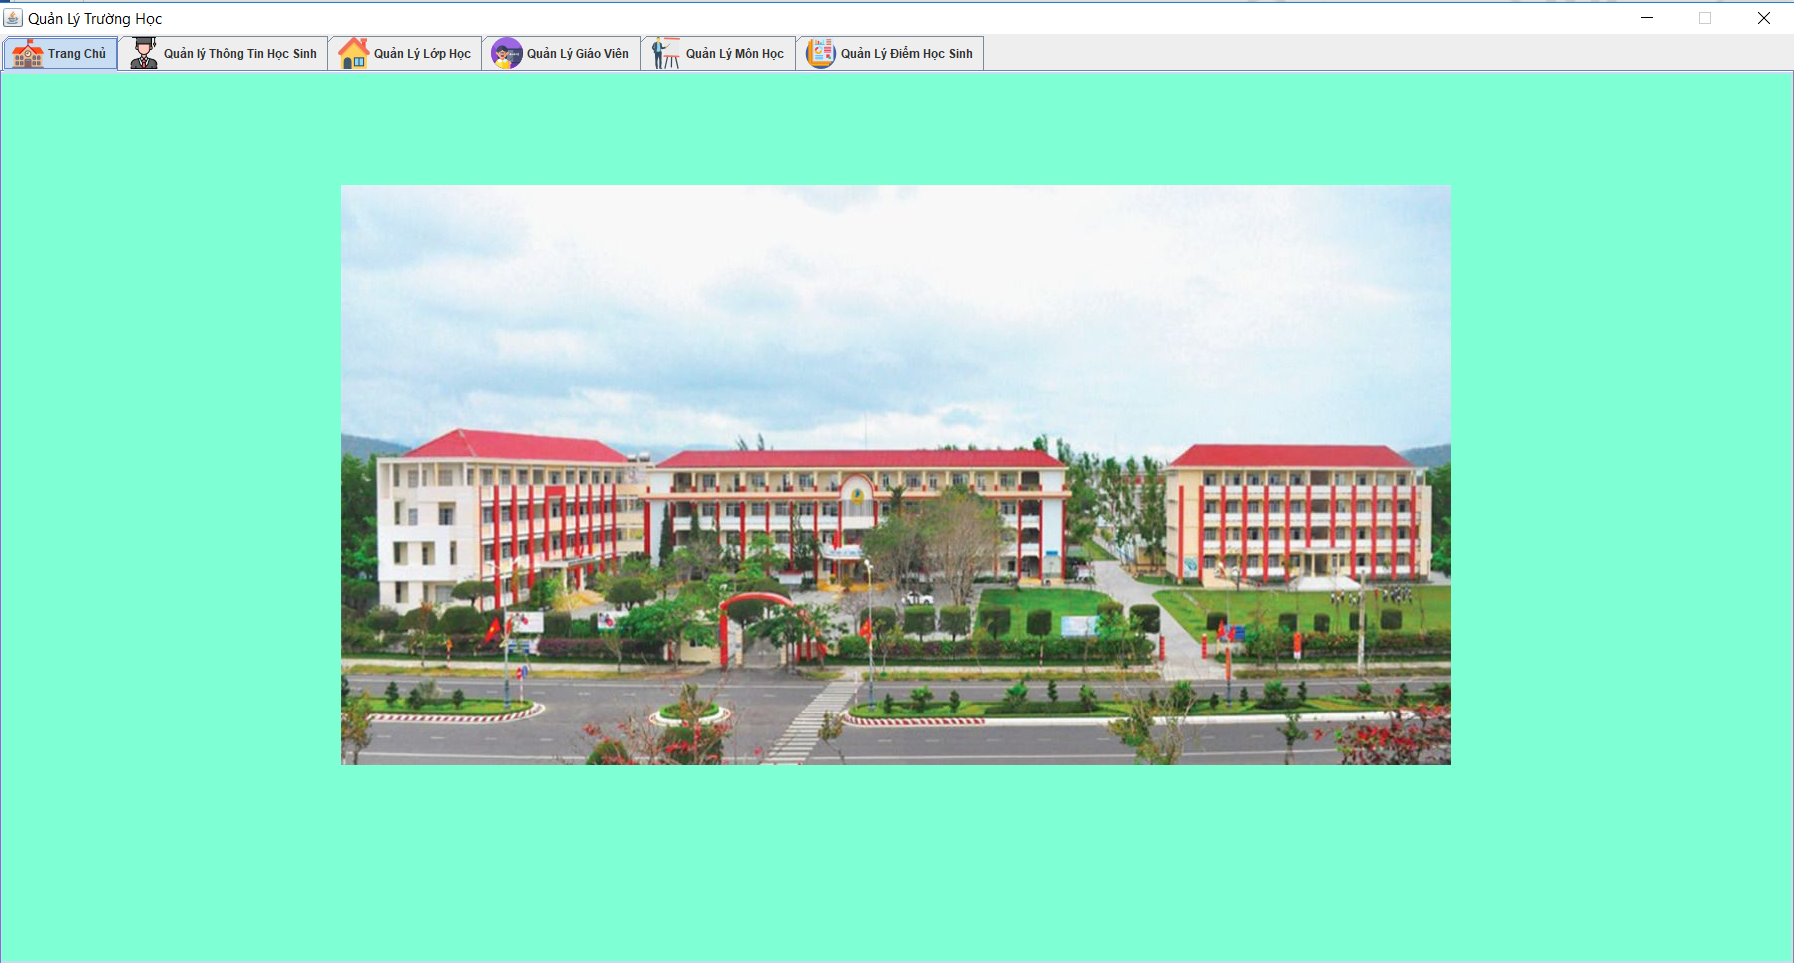 Quản Lý Trường Học
Trang Chủ
Quản lý Thông Tin Học Sinh
Quản Lý Lớp Học
Quản Lý Giáo Viên
Quản Lý Môn Học
Quản Lý Điểm Học Sinh